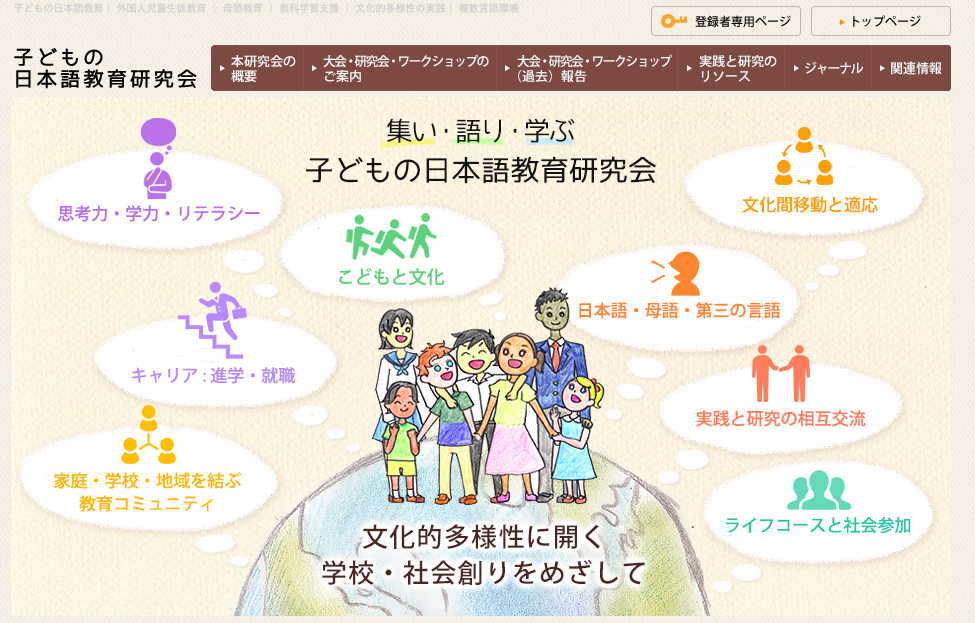 子どもの日本語教育｜ 外国人児童生徒教育 ｜ 母語教育 ｜ 教科学習支援 ｜ 文化的多様性の実践｜ 複数言語環境
登録者専用ページ
トップページ
子どもの
日本語教育研究会
本研究会の
概要
大会・研究会・ワークショップの
ご案内
大会・研究会・ワークショップ
（過去）報告
実践と研究の
リソース
ジャーナル
関連情報
集い・語り・学ぶ
子どもの日本語教育研究会
思考力・学力・リテラシー
文化間移動と適応
こどもと文化
日本語・母語・第三の言語
キャリア：進学・就職
実践と研究の相互交流
家庭・学校・地域を結ぶ
教育コミュニティ
ライフコースと社会参加
文化的多様性に開く
学校・社会創りをめざして